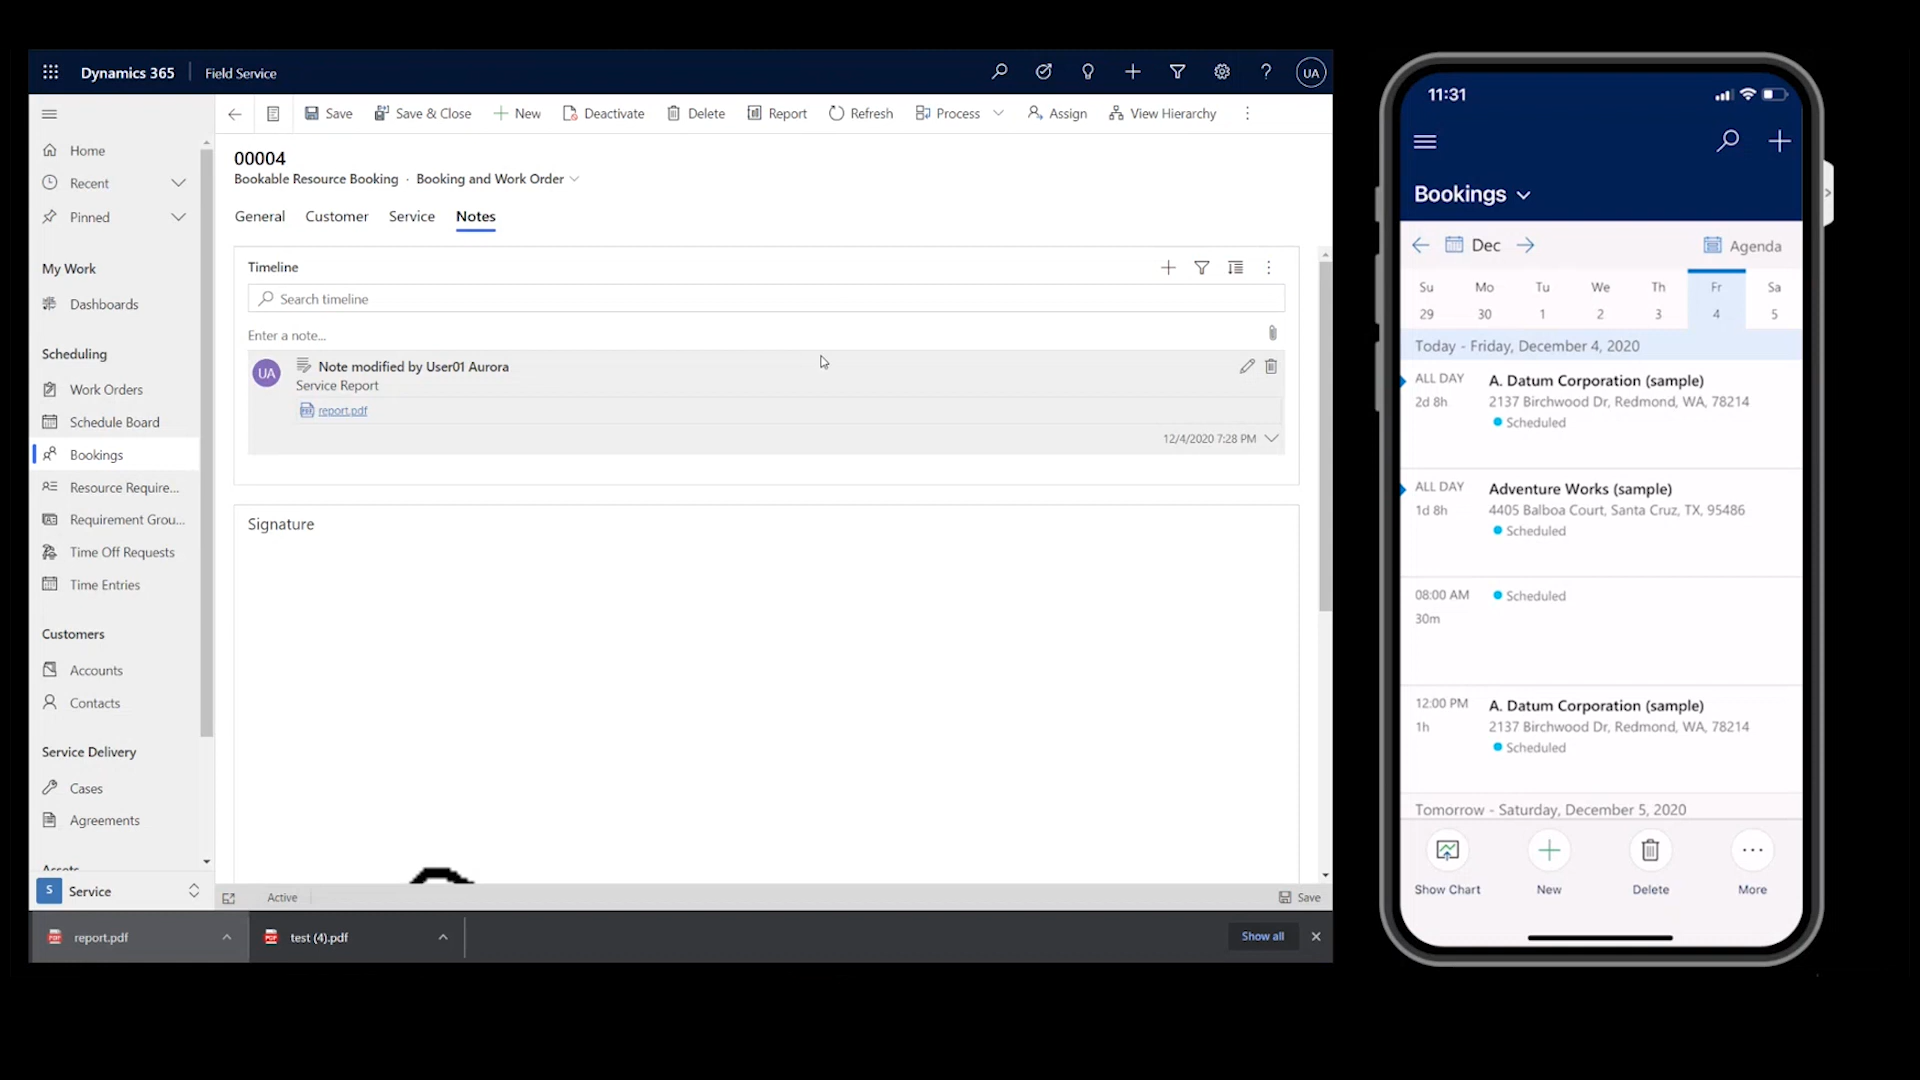 Dynamics 365 Field Service UA
Save Save & Close New Deactivate Delete Report Refresh Process Assign View Hierarchy
Home
Recent
Pinned
My Work
Dashboards
Scheduling
Work Orders
Schedule Board
Bookings
Resource Require...
Requirement Grou...
Time Off Requests
Time Entries
Customers
Accounts
Contacts
Service Delivery
Cases
Agreements
Assets
S Service
00004
Bookable Resource Booking · Booking and Work Order
General Customer Service Notes
Timeline
Search timeline
Enter a note...
UA Note modified by User01 Aurora
Service Report
report.pdf
12/4/2020 7:28 PM
Signature
Active Save
report.pdf test (4).pdf Show all
11:31
Bookings
Dec Agenda
Su Mo Tu We Th Fr Sa
29 30 1 2 3 4 5
Today - Friday, December 4, 2020
ALL DAY A. Datum Corporation (sample)
2d 8h 2137 Birchwood Dr, Redmond, WA, 78214
Scheduled
ALL DAY Adventure Works (sample)
1d 8h 4405 Balboa Court, Santa Cruz, TX, 95486
Scheduled
08:00 AM Scheduled
30m
12:00 PM A. Datum Corporation (sample)
1h 2137 Birchwood Dr, Redmond, WA, 78214
Scheduled
Tomorrow - Saturday, December 5, 2020
Show Chart New Delete More